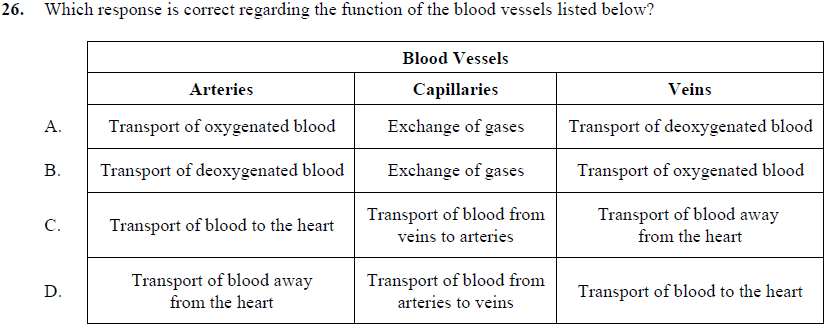 26. Which response is correct regarding the function of the blood vessels listed below?
Blood Vessels
Arteries Capillaries Veins
A. Transport of oxygenated blood Exchange of gases Transport of deoxygenated blood
B. Transport of deoxygenated blood Exchange of gases Transport of oxygenated blood
C. Transport of blood to the heart Transport of blood from veins to arteries Transport of blood away from the heart
D. Transport of blood away from the heart Transport of blood from arteries to veins Transport of blood to the heart